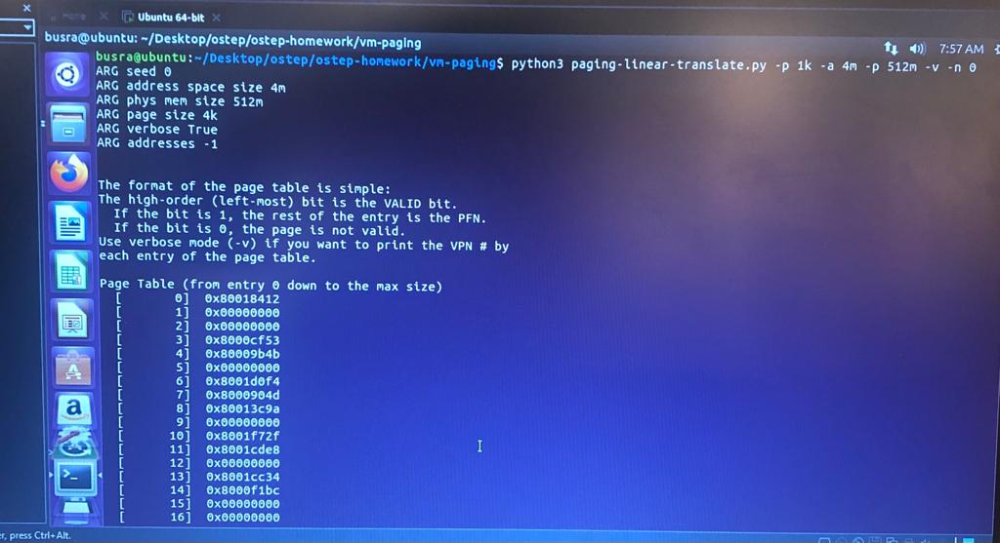 Home
Ubuntu 64-bit
busra@ubuntu: ~/Desktop/ostep/ostep-homework/vm-paging
7:57 AM
busra@ubuntu:~/Desktop/ostep/ostep-homework/vm-paging$ python3 paging-linear-translate.py -p 1k -a 4m -p 512m -v -n 0
ARG seed 0
ARG address space size 4m
ARG phys mem size 512m
ARG page size 4k
ARG verbose True
ARG addresses -1
The format of the page table is simple:
The high-order (left-most) bit is the VALID bit.
If the bit is 1, the rest of the entry is the PFN.
If the bit is 0, the page is not valid.
Use verbose mode (-v) if you want to print the VPN # by
each entry of the page table.
Page Table (from entry 0 down to the max size)
[ 0] 0x80018412
[ 1] 0x00000000
[ 2] 0x00000000
[ 3] 0x8000cf53
[ 4] 0x80009b4b
[ 5] 0x00000000
[ 6] 0x8001d0f4
[ 7] 0x8000904d
[ 8] 0x80013c9a
[ 9] 0x00000000
[ 10] 0x8001f72f
[ 11] 0x8001cde8
[ 12] 0x00000000
[ 13] 0x8001cc34
[ 14] 0x8000f1bc
[ 15] 0x00000000
[ 16] 0x00000000
r, press Ctrl+Alt.